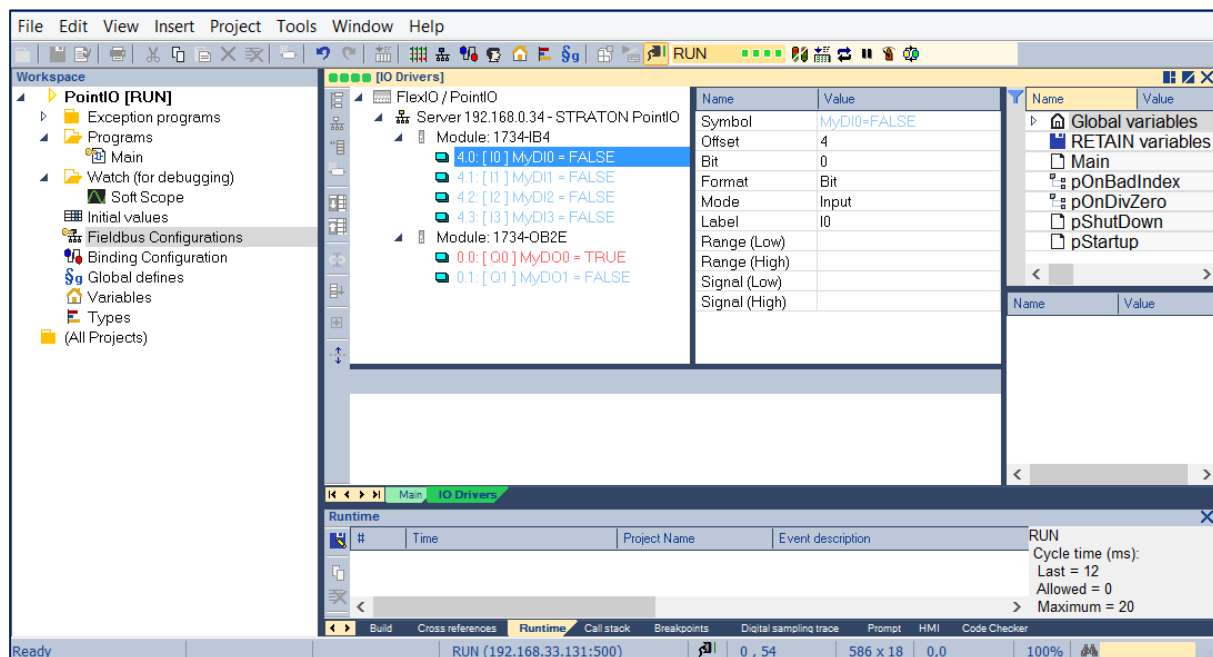 File Edit View Insert Project Tools Window Help
RUN
Workspace
PointIO [RUN]
Exception programs
Programs
Main
Watch (for debugging)
Soft Scope
Initial values
Fieldbus Configurations
Binding Configuration
§g Global defines
Variables
Types
(All Projects)
[IO Drivers]
FlexIO / PointIO
Server 192.168.0.34 - STRATON PointIO
Module: 1734-IB4
4.0: [ I0 ] MyDI0 = FALSE
4.1: [ I1 ] MyDI1 = FALSE
4.2: [ I2 ] MyDI2 = FALSE
4.3: [ I3 ] MyDI3 = FALSE
Module: 1734-OB2E
0.0: [ Q0 ] MyDO0 = TRUE
0.1: [ Q1 ] MyDO1 = FALSE
Name Value
Symbol MyDI0=FALSE
Offset 4
Bit 0
Format Bit
Mode Input
Label I0
Range (Low)
Range (High)
Signal (Low)
Signal (High)
Name Value
Global variables
RETAIN variables
Main
pOnBadIndex
pOnDivZero
pShutDown
pStartup
Name Value
Main IO Drivers
Runtime
# Time Project Name Event description
RUN
Cycle time (ms):
Last = 12
Allowed = 0
Maximum = 20
Build Cross references Runtime Call stack Breakpoints Digital sampling trace Prompt HMI Code Checker
Ready RUN (192.168.33.131:500) 0 , 54 586 x 18 0,0 100%